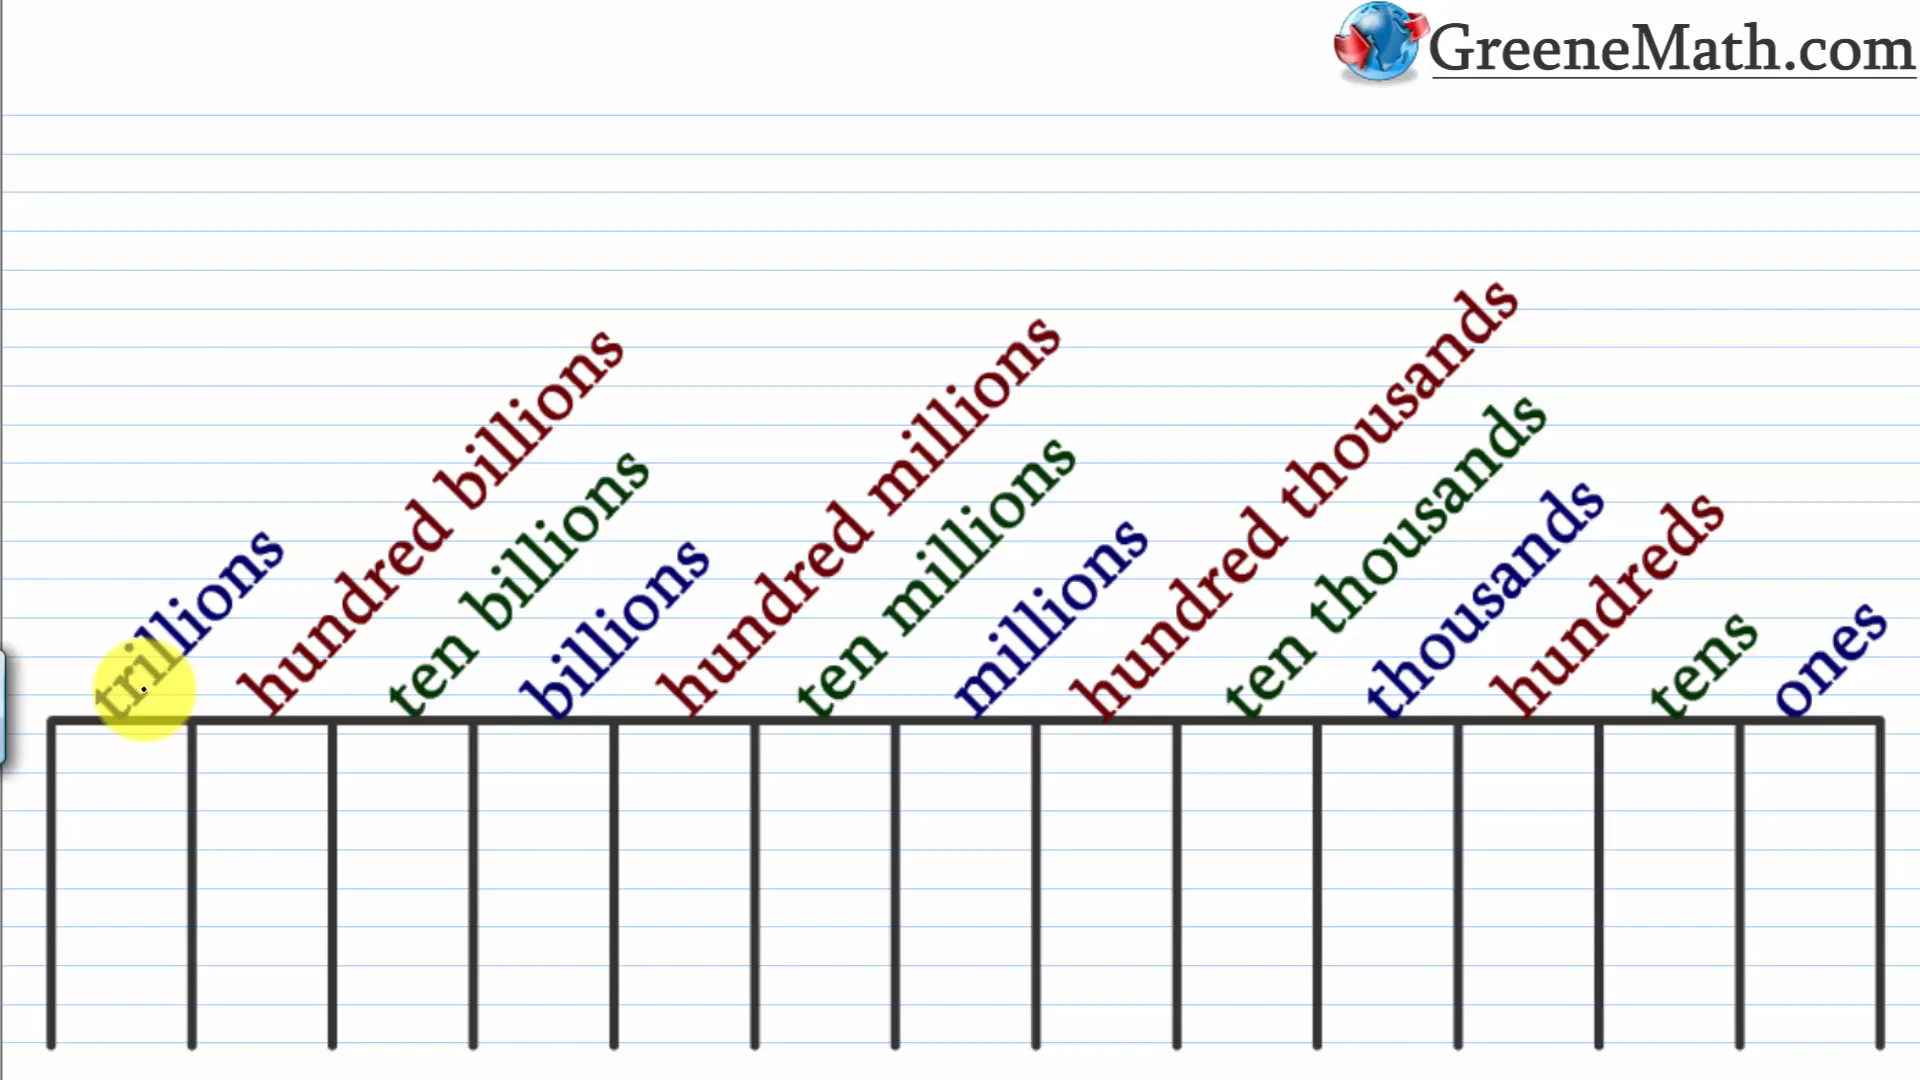 GreeneMath.com
trillions
hundred billions
ten billions
billions
hundred millions
ten millions
millions
hundred thousands
ten thousands
thousands
hundreds
tens
ones